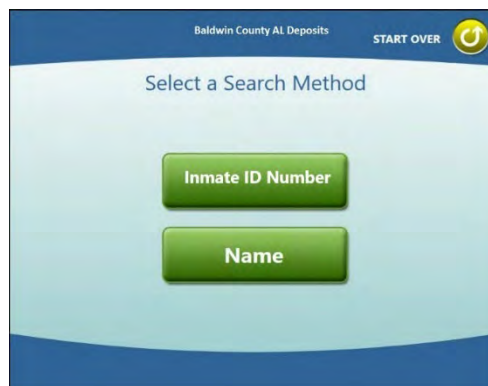 Baldwin County AL Deposits
START OVER
Select a Search Method
Inmate ID Number
Name